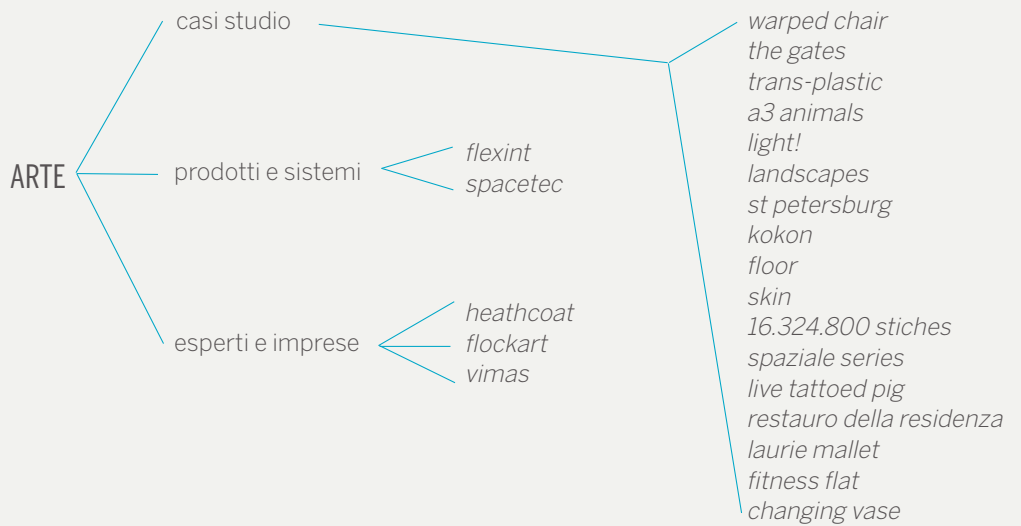 ARTE
casi studio
warped chair
the gates
trans-plastic
a3 animals
light!
landscapes
st petersburg
kokon
floor
skin
16.324.800 stiches
spaziale series
live tattoed pig
restauro della residenza
laurie mallet
fitness flat
changing vase
prodotti e sistemi
flexint
spacetec
esperti e imprese
heathcoat
flockart
vimas